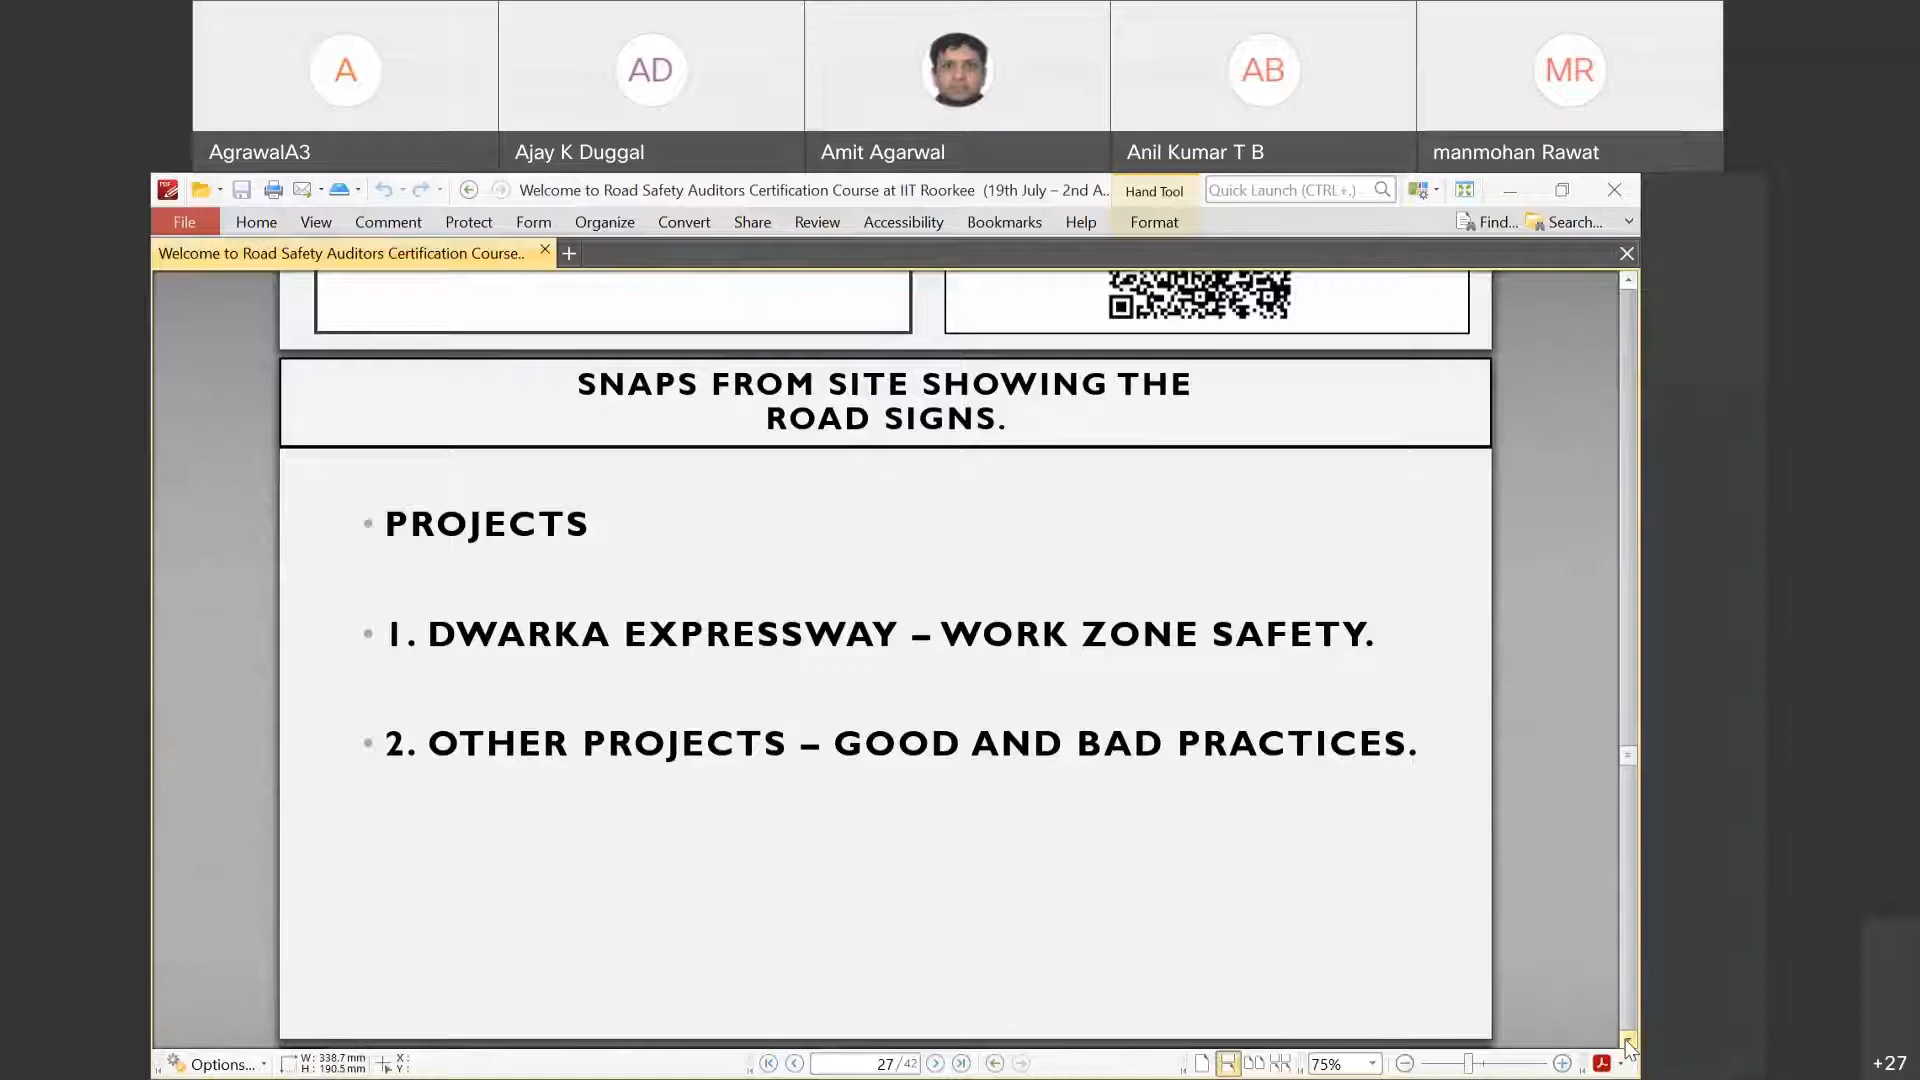 A
AD
AB
MR
AgrawalA3
Ajay K Duggal
Amit Agarwal
Anil Kumar T B
manmohan Rawat
Welcome to Road Safety Auditors Certification Course at IIT Roorkee (19th July – 2nd A..
Hand Tool
Quick Launch (CTRL+.)
File
Home
View
Comment
Protect
Form
Organize
Convert
Share
Review
Accessibility
Bookmarks
Help
Format
Find...
Search...
Welcome to Road Safety Auditors Certification Course..
SNAPS FROM SITE SHOWING THE
ROAD SIGNS.
• PROJECTS
• 1. DWARKA EXPRESSWAY – WORK ZONE SAFETY.
• 2. OTHER PROJECTS – GOOD AND BAD PRACTICES.
Options...
W: 338.7 mm
H: 190.5 mm
X:
Y:
27 / 42
75%
+27